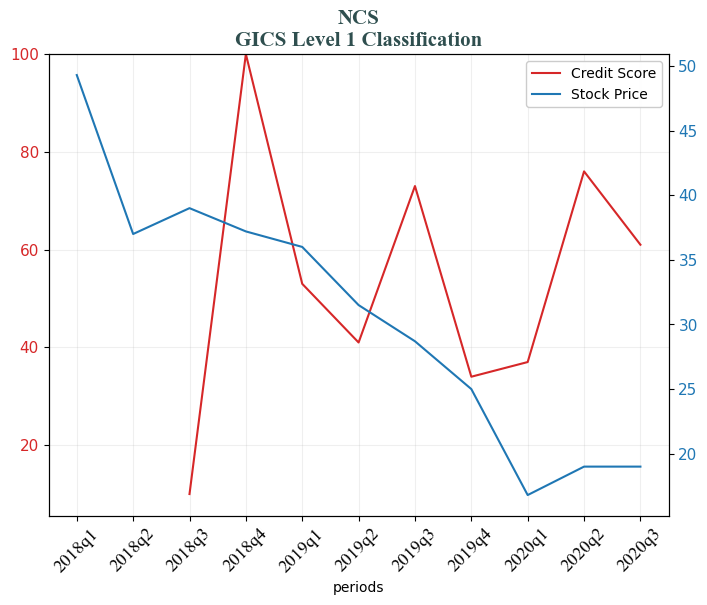 NCS
GICS Level 1 Classification
Credit Score
Stock Price
100
80
60
40
20
50
45
40
35
30
25
20
2018q1
2018q2
2018q3
2018q4
2019q1
2019q2
2019q3
2019q4
2020q1
2020q2
2020q3
periods